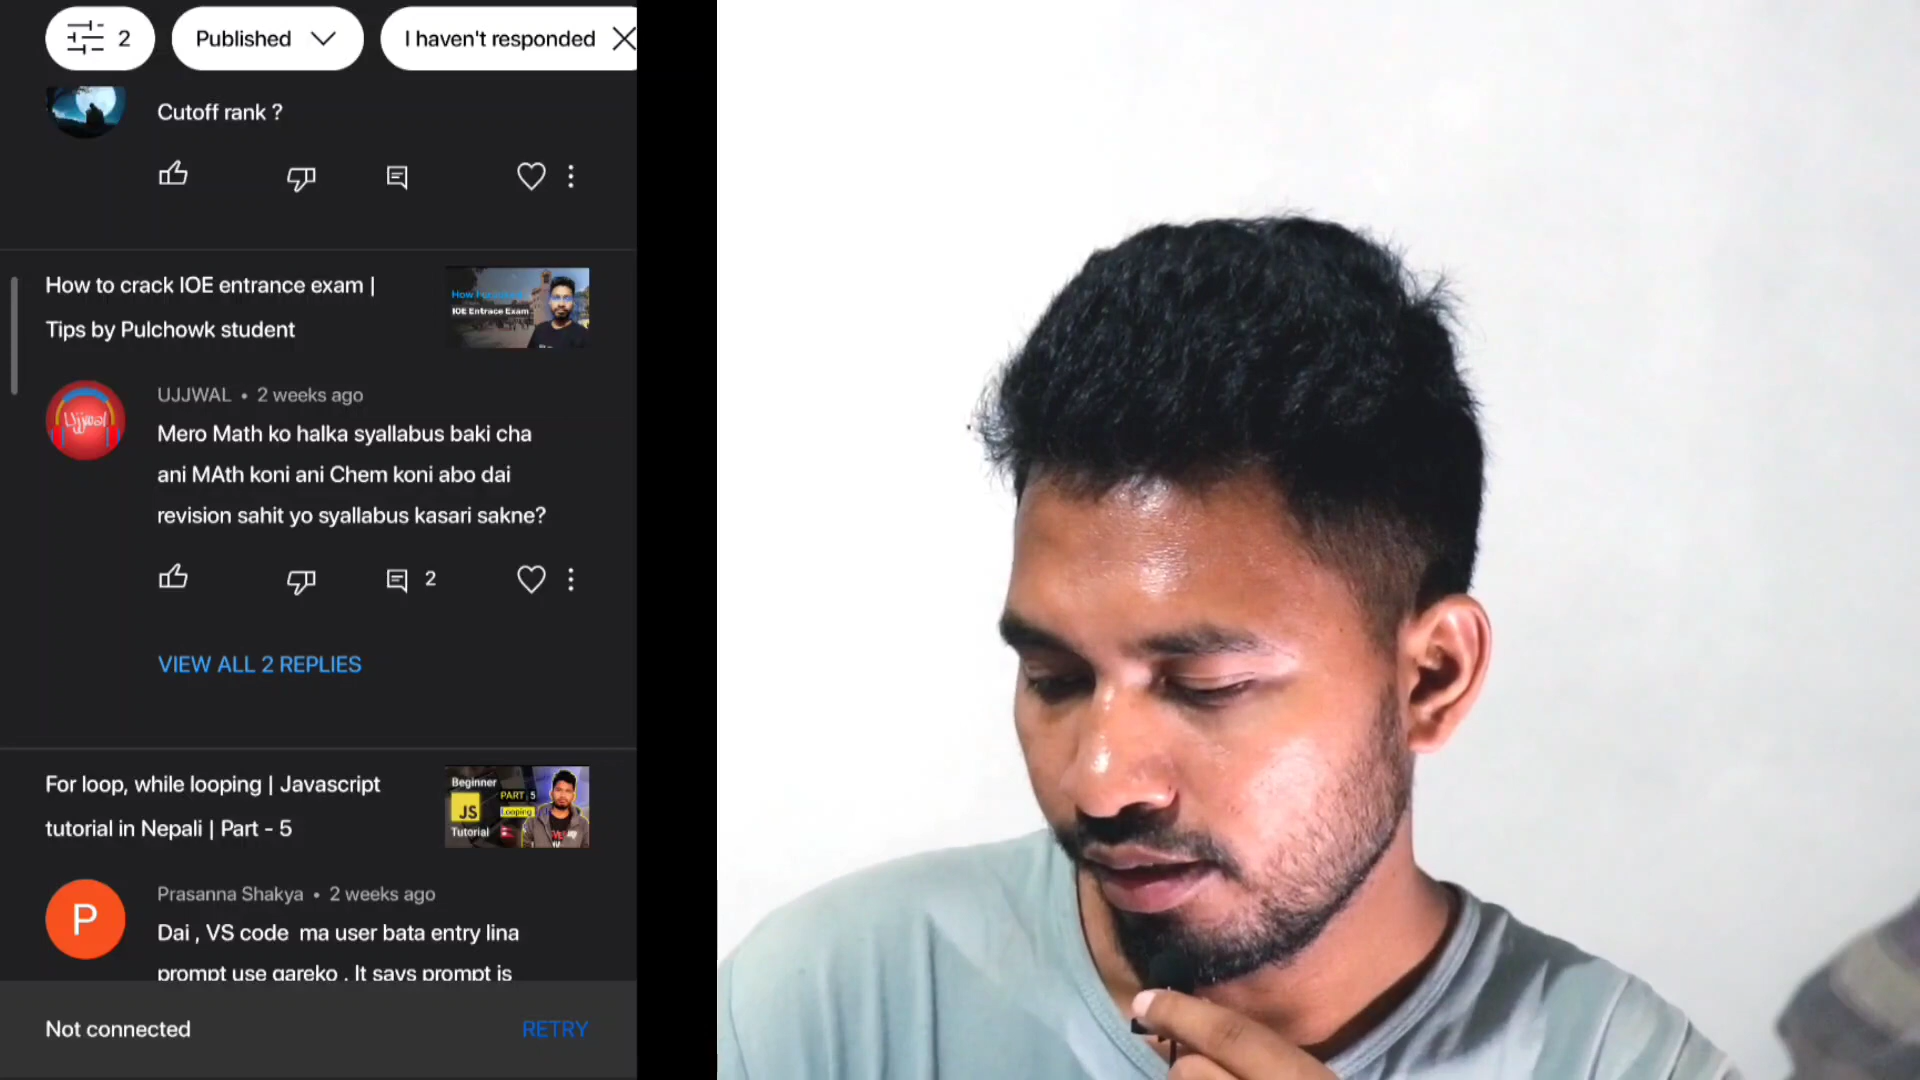 2
Published
I haven't responded
Cutoff rank ?
How to crack IOE entrance exam |
Tips by Pulchowk student
IOE Entrace Exam
UJJWAL • 2 weeks ago
Ujjwal
Mero Math ko halka syallabus baki cha
ani MAth koni ani Chem koni abo dai
revision sahit yo syallabus kasari sakne?
2
VIEW ALL 2 REPLIES
For loop, while looping | Javascript
tutorial in Nepali | Part - 5
Beginner
PART 5
JS
Looping
Tutorial
P
Prasanna Shakya • 2 weeks ago
Dai , VS code ma user bata entry lina
prompt use gareko . It says prompt is
Not connected
RETRY